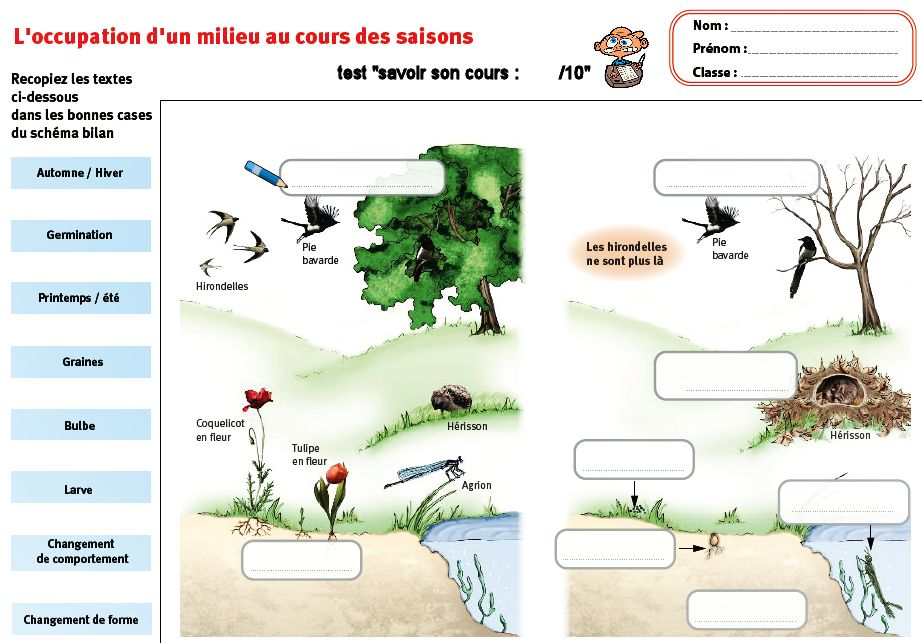 L'occupation d'un milieu au cours des saisons
test "savoir son cours :          /10"
Nom :
Prénom :
Classe :
Recopiez les textes
ci-dessous
dans les bonnes cases
du schéma bilan
Automne / Hiver
Germination
Printemps / été
Graines
Bulbe
Larve
Changement
de comportement
Changement de forme
Pie
bavarde
Hirondelles
Coquelicot
en fleur
Tulipe
en fleur
Hérisson
Agrion
Les hirondelles
ne sont plus là
Pie
bavarde
Hérisson